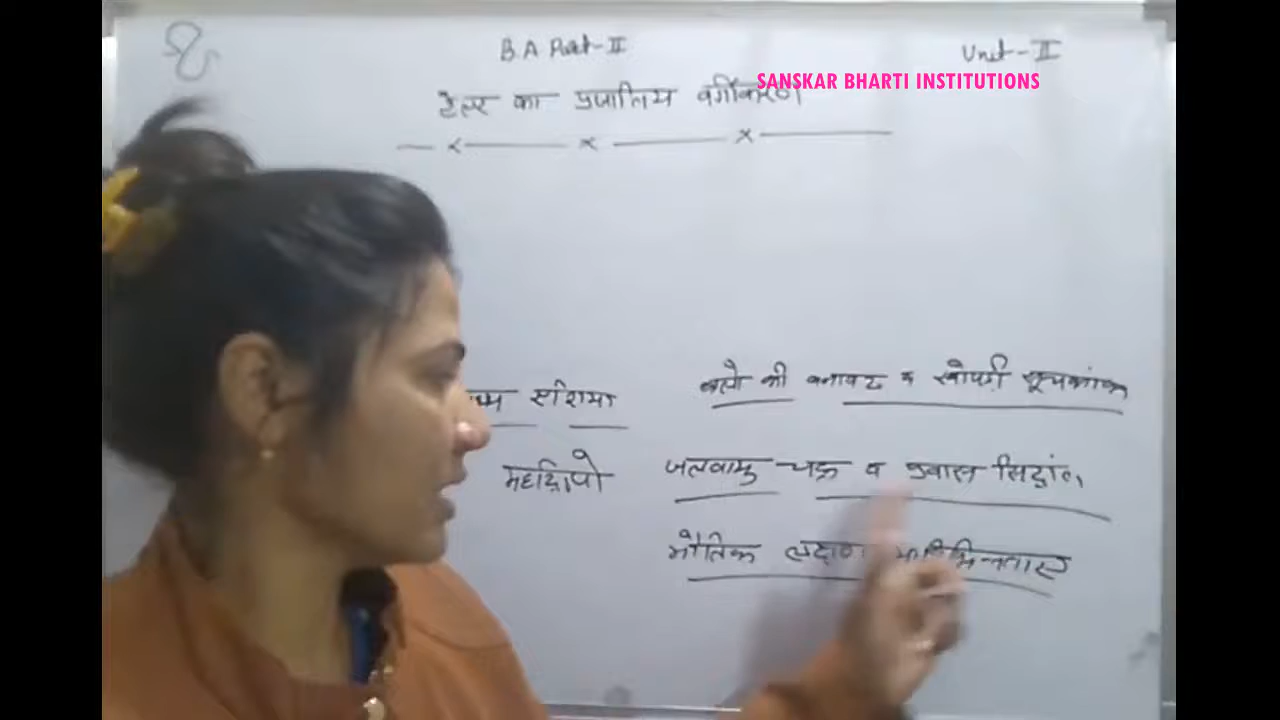 B.A Part-II
Unit-II
SANSKAR BHARTI INSTITUTIONS
टेलर का प्रजातिय वर्गीकरण
बालो की बनावट व खोपड़ी सूचकांक
एशिया
महाद्वीपो
जलवायु चक्र व प्रवास सिद्धांत
भौतिक लक्षण